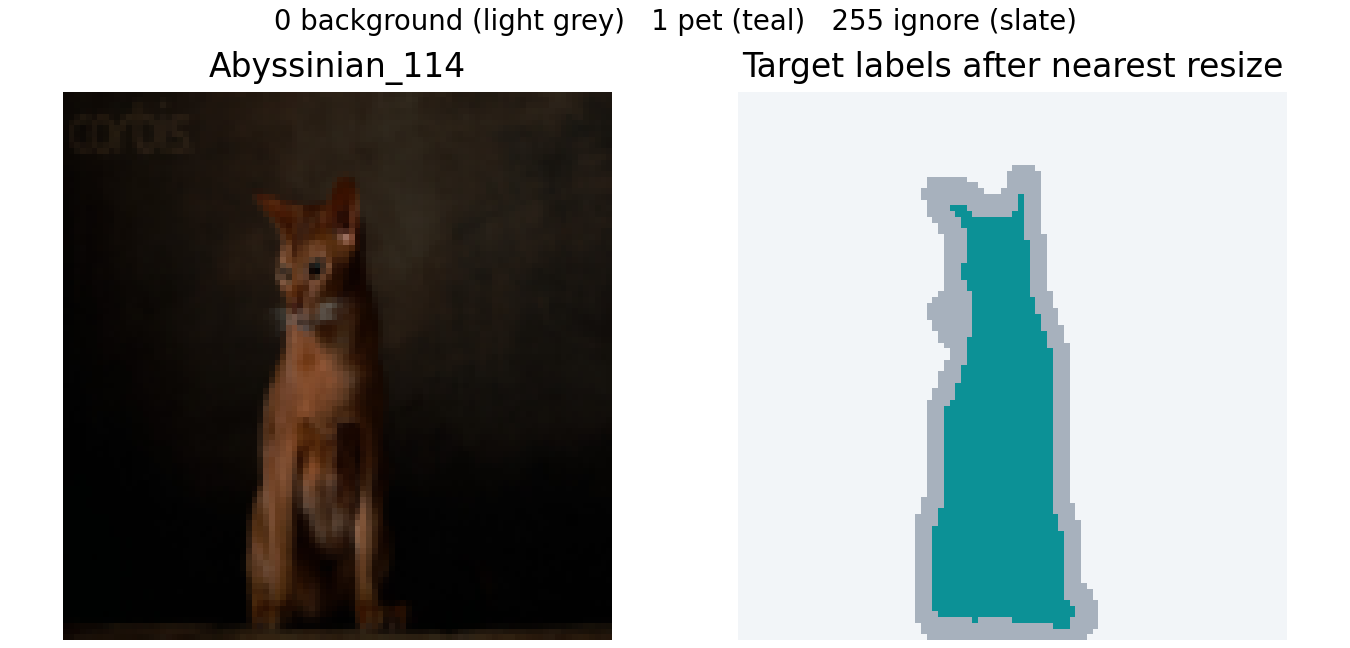 0 background (light grey)   1 pet (teal)   255 ignore (slate)
Abyssinian_114
Target labels after nearest resize
corbis